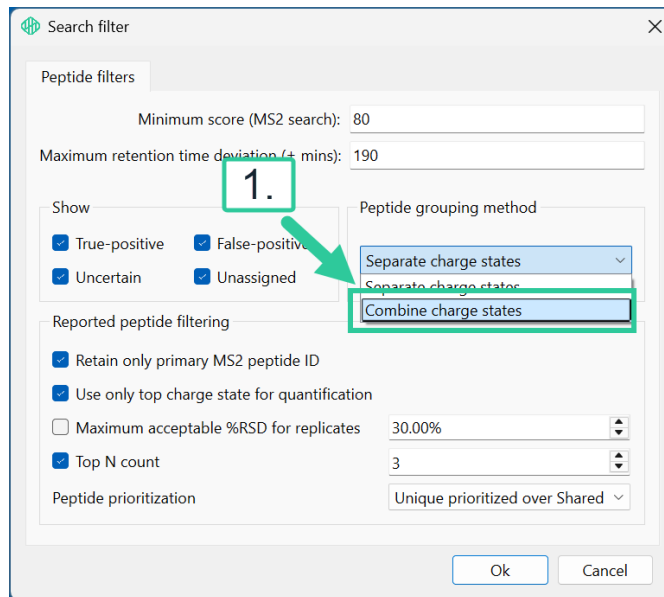 Search filter
Peptide filters
Minimum score (MS2 search): 80
Maximum retention time deviation (± mins): 190
1.
Show
Peptide grouping method
True-positive False-positive
Separate charge states
Uncertain Unassigned
Separate charge states
Combine charge states
Reported peptide filtering
Retain only primary MS2 peptide ID
Use only top charge state for quantification
Maximum acceptable %RSD for replicates 30.00%
Top N count 3
Peptide prioritization Unique prioritized over Shared
Ok Cancel